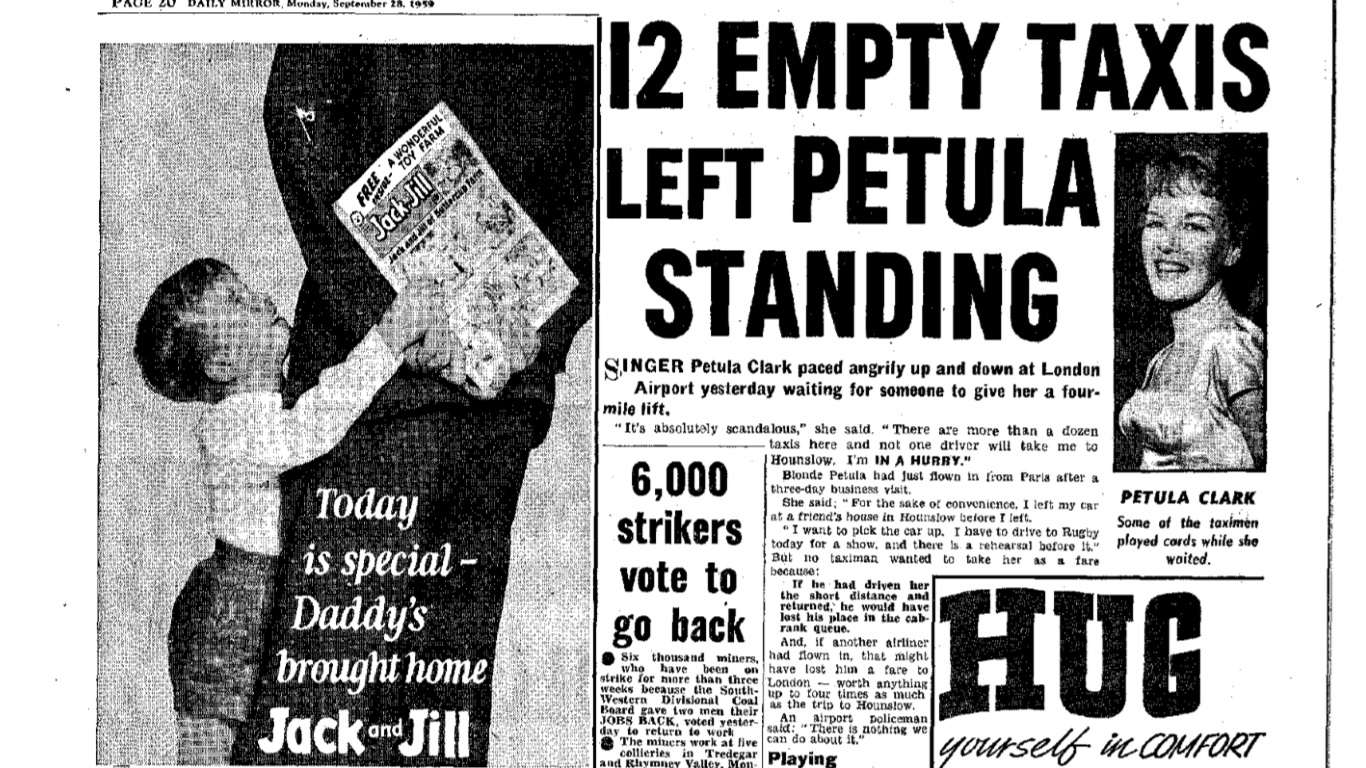 PAGE 20 DAILY MIRROR, Monday, September 28, 1959
FREE
A WONDERFUL
TOY FARM
Jack and Jill
Today
is special –
Daddy's
brought home
Jack and Jill
12 EMPTY TAXIS
LEFT PETULA
STANDING
SINGER Petula Clark paced angrily up and down at London
Airport yesterday waiting for someone to give her a four-
mile lift.
"It's absolutely scandalous," she said. "There are more than a dozen
taxis here and not one driver will take me to
Hounslow. I'm IN A HURRY."
Blonde Petula had just flown in from Paris after a
three-day business visit.
She said: "For the sake of convenience, I left my car
at a friend's house in Hounslow before I left.
"I want to pick the car up. I have to drive to Rugby
today for a show, and there is a rehearsal before it."
But no taximan wanted to take her as a fare
because:
If he had driven her
the short distance and
returned, he would have
lost his place in the cab-
rank queue.
And, if another airliner
had flown in, that might
have lost him a fare to
London — worth anything
up to four times as much
as the trip to Hounslow.
An airport policeman
said: "There is nothing we
can do about it."
Playing
PETULA CLARK
Some of the taximen
played cards while she
waited.
6,000
strikers
vote to
go back
● Six thousand miners,
who have been on
strike for more than three
weeks because the South-
Western Divisional Coal
Board gave two men their
JOBS BACK, voted yester-
day to return to work
● The miners work at five
collieries in Tredegar
and Rhymney Valley, Mon-
HUG
yourself in COMFORT